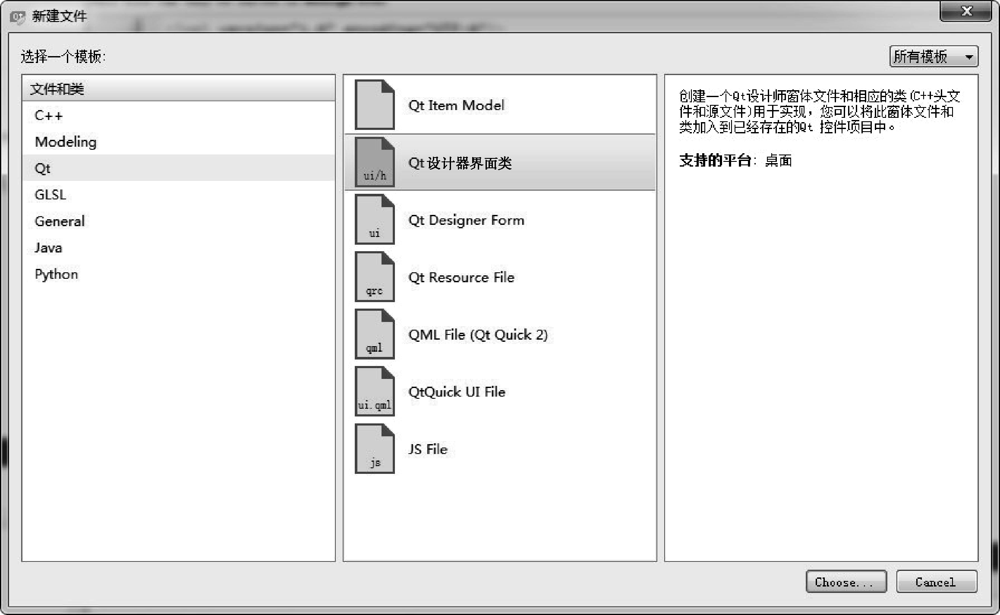 Qt 新建文件
选择一个模板:
所有模板
文件和类
C++
Modeling
Qt
GLSL
General
Java
Python
Qt Item Model
ui/h
Qt 设计器界面类
ui
Qt Designer Form
qrc
Qt Resource File
qml
QML File (Qt Quick 2)
ui.qml
QtQuick UI File
js
JS File
创建一个Qt设计师窗体文件和相应的类(C++头文
件和源文件)用于实现，您可以将此窗体文件和
类加入到已经存在的Qt 控件项目中。
支持的平台: 桌面
Choose...
Cancel